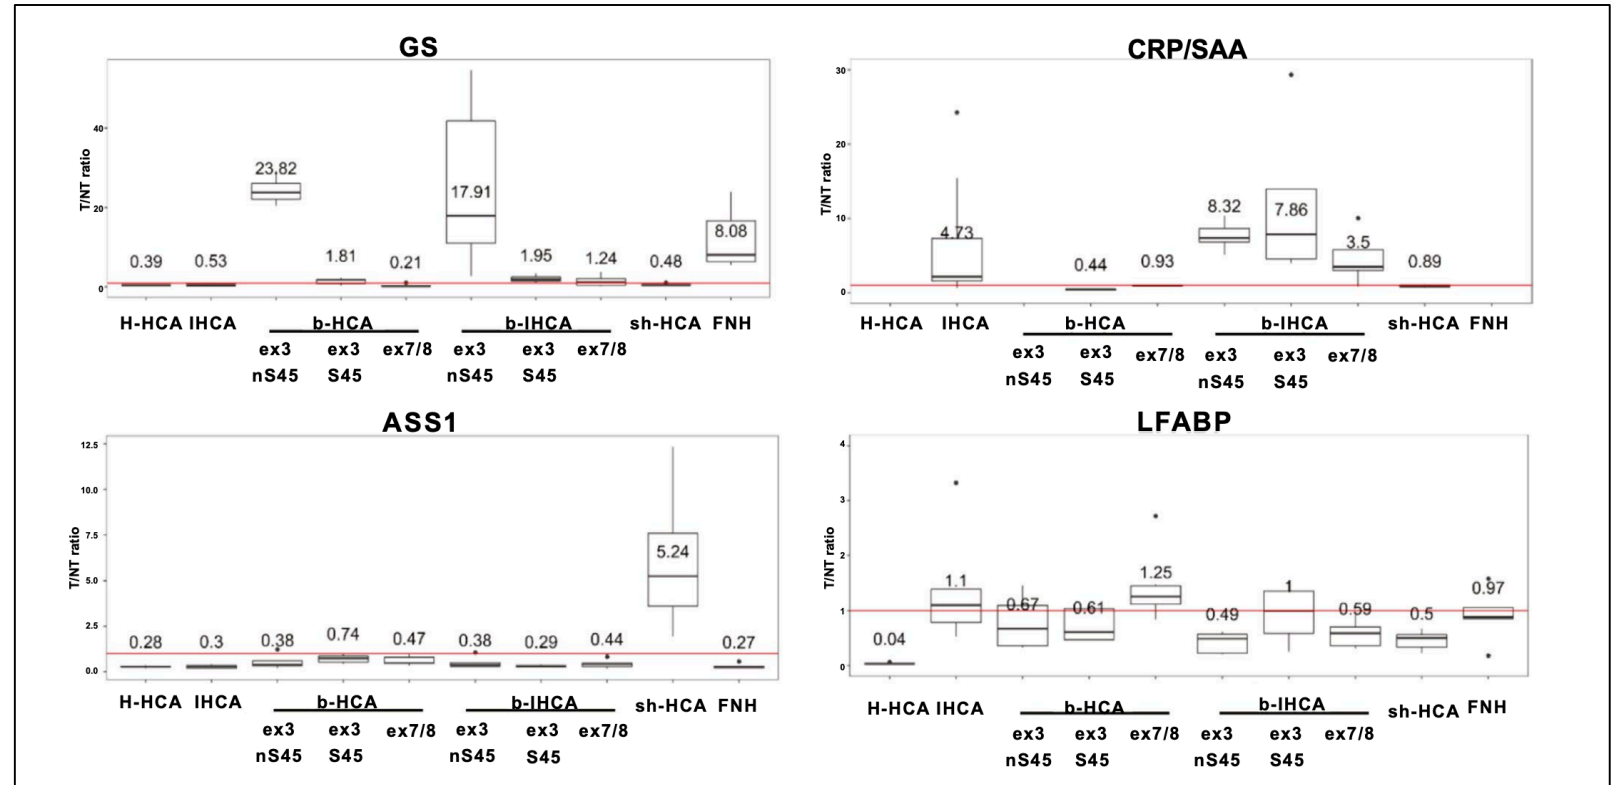 GS
T/NT ratio
40
20
0
0.39
0.53
23.82
1.81
0.21
17.91
1.95
1.24
0.48
8.08
H-HCA IHCA b-HCA b-IHCA sh-HCA FNH
ex3 ex3 ex7/8 ex3 ex3 ex7/8
nS45 S45 nS45 S45
CRP/SAA
T/NT ratio
30
20
10
0
4.73
0.44
0.93
8.32
7.86
3.5
0.89
H-HCA IHCA b-HCA b-IHCA sh-HCA FNH
ex3 ex3 ex7/8 ex3 ex3 ex7/8
nS45 S45 nS45 S45
ASS1
T/NT ratio
12.5
10.0
7.5
5.0
2.5
0.0
0.28
0.3
0.38
0.74
0.47
0.38
0.29
0.44
5.24
0.27
H-HCA IHCA b-HCA b-IHCA sh-HCA FNH
ex3 ex3 ex7/8 ex3 ex3 ex7/8
nS45 S45 nS45 S45
LFABP
T/NT ratio
4
3
2
1
0
0.04
1.1
0.67
0.61
1.25
0.49
1
0.59
0.5
0.97
H-HCA IHCA b-HCA b-IHCA sh-HCA FNH
ex3 ex3 ex7/8 ex3 ex3 ex7/8
nS45 S45 nS45 S45